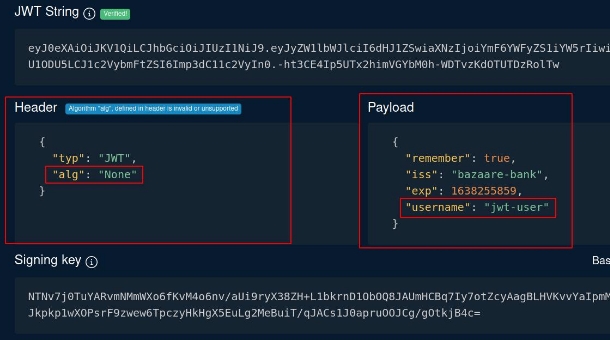 JWT String Verified!
eyJ0eXAiOiJKV1QiLCJhbGciOiJIUzI1NiJ9.eyJyZW1lbWJlciI6dHJ1ZSwiaXNzIjoiYmF6YWFyZS1iYW5rIiwi
U1ODU5LCJ1c2VybmFtZSI6Imp3dC11c2VyIn0.-ht3CE4Ip5UTx2himVGYbM0h-WDTvzKdOTUTDzRolTw
Header Algorithm "alg", defined in header is invalid or unsupported
{
"typ": "JWT",
"alg": "None"
}
Payload
{
"remember": true,
"iss": "bazaare-bank",
"exp": 1638255859,
"username": "jwt-user"
}
Signing key
Bas
NTNv7j0TuYARvmNMmWXo6fKvM4o6nv/aUi9ryX38ZH+L1bkrnD1ObOQ8JAUmHCBq7Iy7otZcyAagBLHVKvvYaIpmM
Jkpkp1wXOPsrF9zwew6TpczyHkHgX5EuLg2MeBuiT/qJACs1J0apruOOJCg/gOtkjB4c=